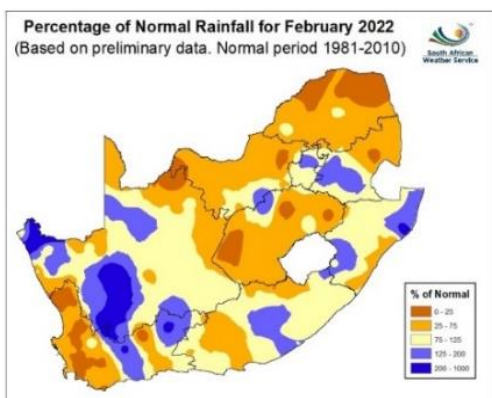 Percentage of Normal Rainfall for February 2022
(Based on preliminary data. Normal period 1981-2010)
South African
Weather Service
% of Normal
0 - 25
25 - 75
75 - 125
125 - 200
200 - 1000